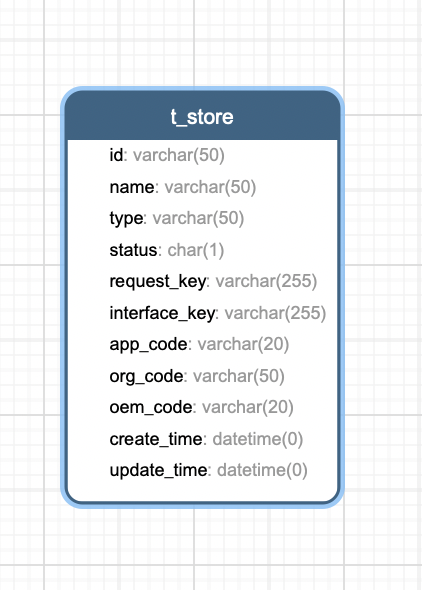 t_store
id: varchar(50)
name: varchar(50)
type: varchar(50)
status: char(1)
request_key: varchar(255)
interface_key: varchar(255)
app_code: varchar(20)
org_code: varchar(50)
oem_code: varchar(20)
create_time: datetime(0)
update_time: datetime(0)